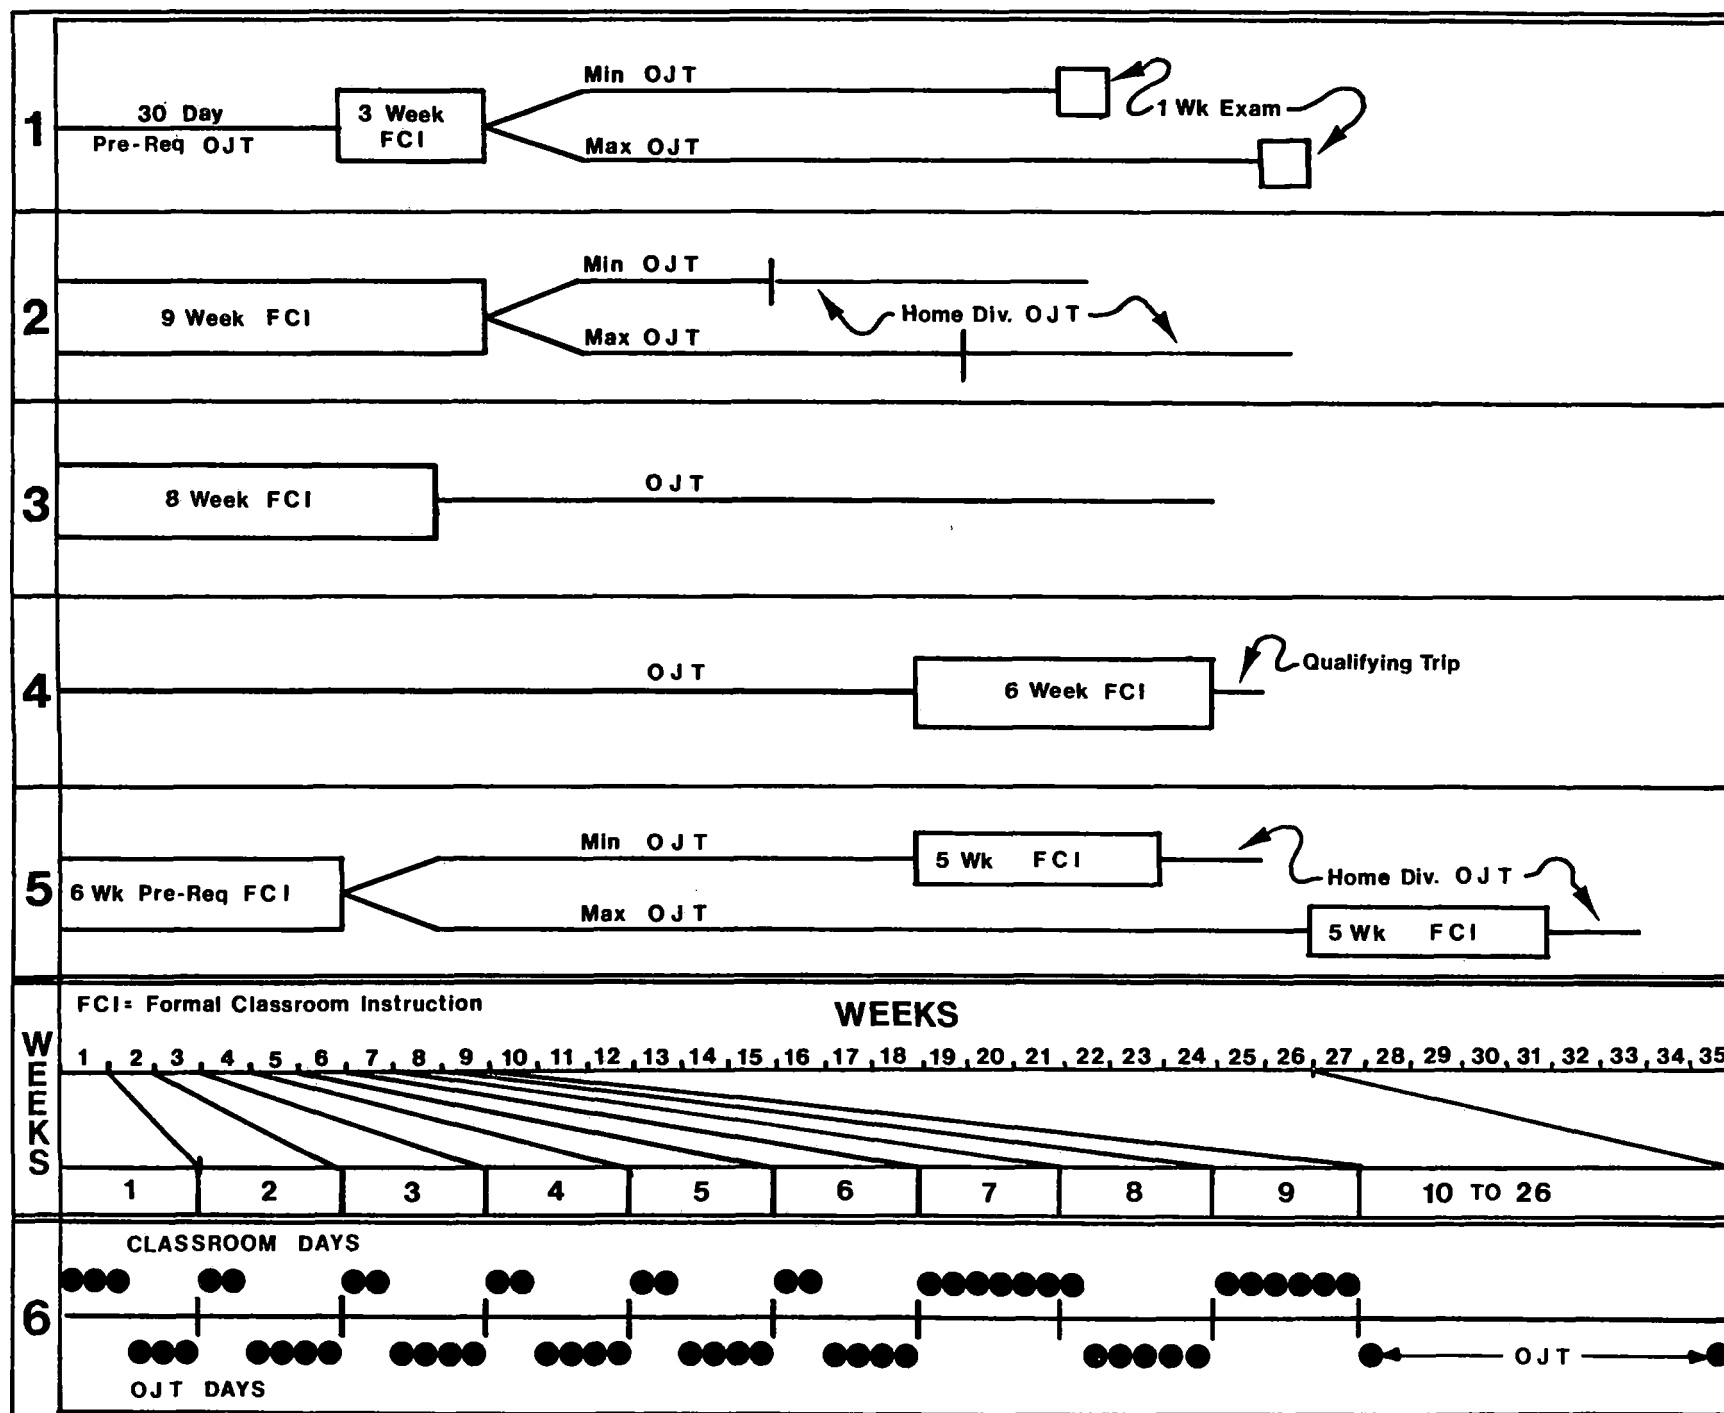 1
30 Day
Pre-Req OJT
3 Week
FCI
Min OJT
Max OJT
1 Wk Exam
2
9 Week FCI
Min OJT
Max OJT
Home Div. OJT
3
8 Week FCI
OJT
4
OJT
6 Week FCI
Qualifying Trip
5
6 Wk Pre-Req FCI
Min OJT
Max OJT
5 Wk FCI
5 Wk FCI
Home Div. OJT
FCI= Formal Classroom Instruction
WEEKS
WEEKS
1 2 3 4 5 6 7 8 9 10 11 12 13 14 15 16 17 18 19 20 21 22 23 24 25 26 27 28 29 30 31 32 33 34 35
1 2 3 4 5 6 7 8 9 10 TO 26
6
CLASSROOM DAYS
OJT
OJT DAYS